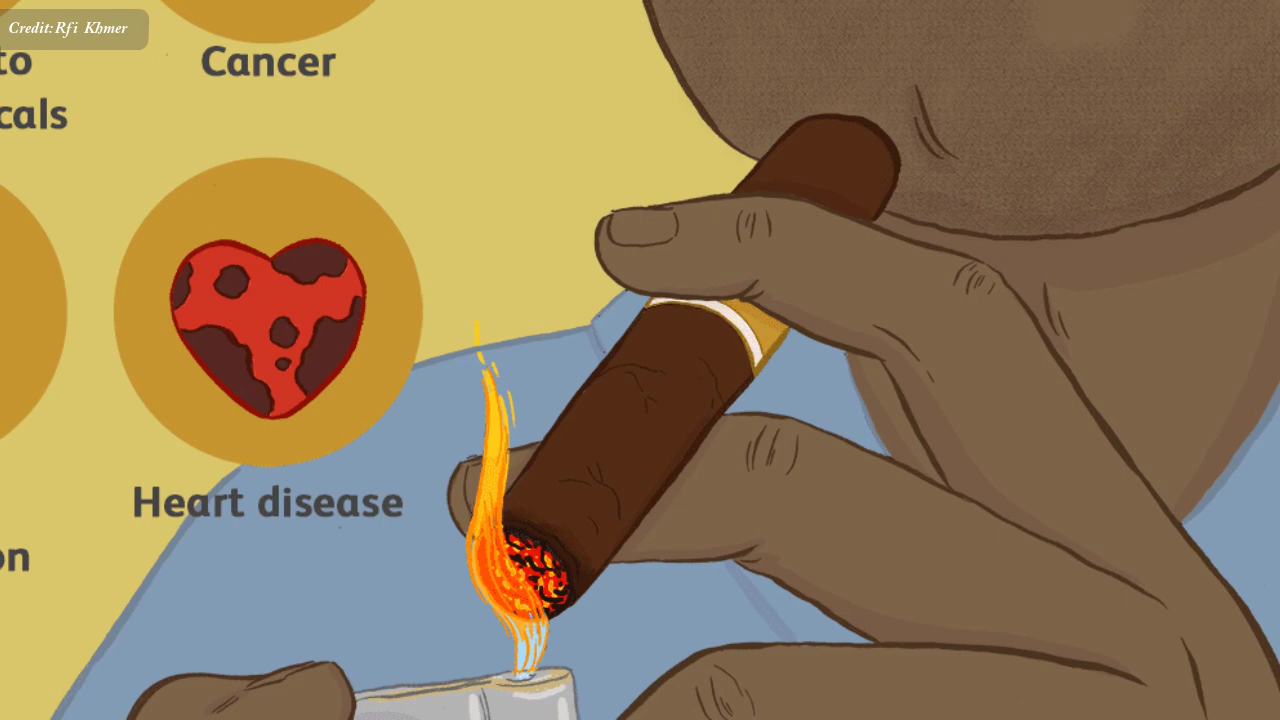 Credit:Rfi Khmer
to
cals
Cancer
Heart disease
on